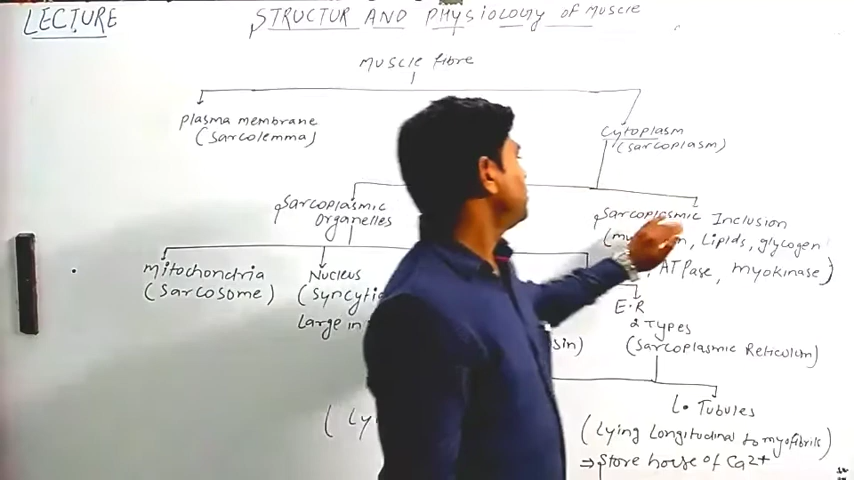 LECTURE
STRUCTUR AND PHYSIOLOGY of MUSCLE
MUSCLE fibre
plasma membrane
(Sarcolemma)
Cytoplasm
(sarcoplasm)
Sarcoplasmic
organelles
Sarcoplasmic Inclusion
Lipids, glycogen
ATPase, myokinase)
Mitochondria
(Sarcosome)
Nucleus
(Syncyti
Large in
E.R
2 Types
(Sarcoplasmic Reticulum)
sin)
L. Tubules
(Ly
(Lying Longitudinal to myofibrils)
⇒ Store house of Ca2+